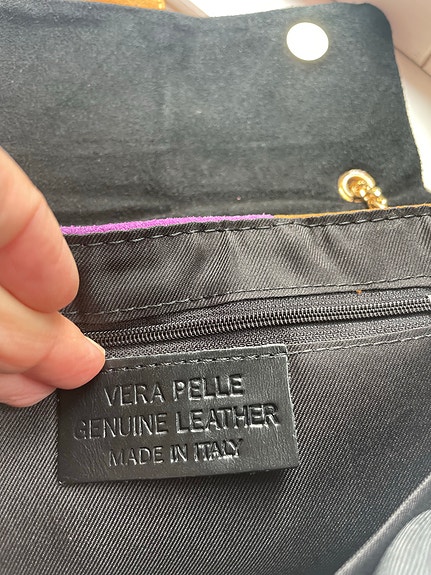 VERA PELLE
GENUINE LEATHER
MADE IN ITALY